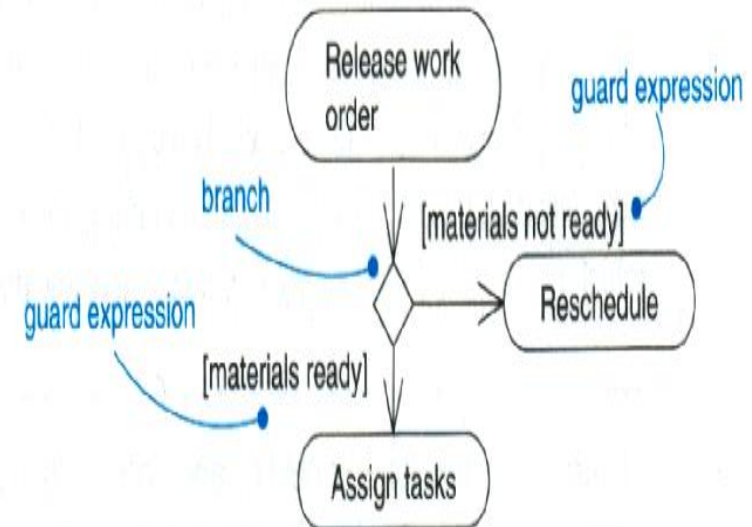 Release work
order
guard expression
branch
[materials not ready]
Reschedule
guard expression
[materials ready]
Assign tasks